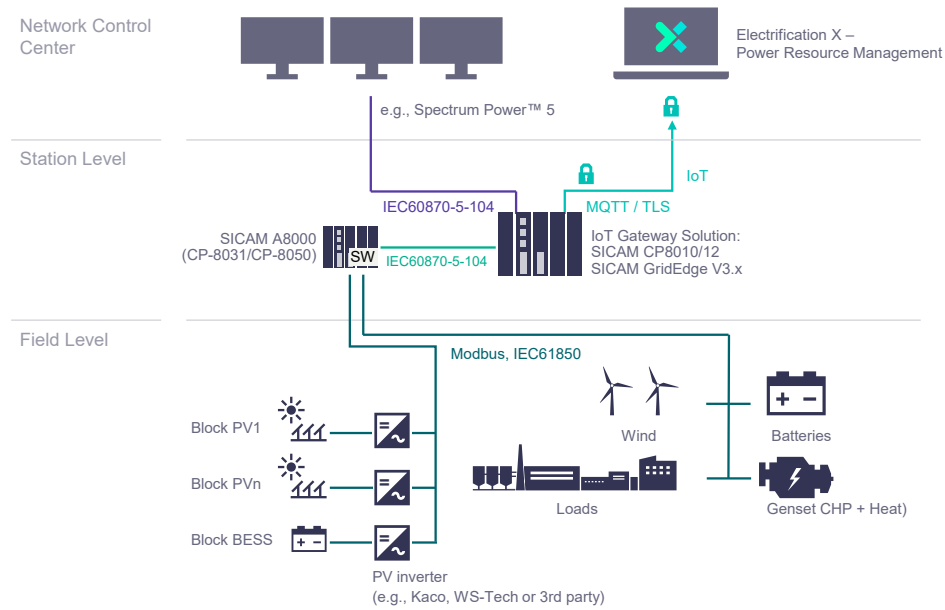 Network Control
Center
Electrification X –
Power Resource Management
e.g., Spectrum Power™ 5
Station Level
IoT
IEC60870-5-104
MQTT / TLS
SICAM A8000
(CP-8031/CP-8050)
SW
IEC60870-5-104
IoT Gateway Solution:
SICAM CP8010/12
SICAM GridEdge V3.x
Field Level
Modbus, IEC61850
Block PV1
Wind
Batteries
Block PVn
Loads
Genset CHP + Heat)
Block BESS
PV inverter
(e.g., Kaco, WS-Tech or 3rd party)